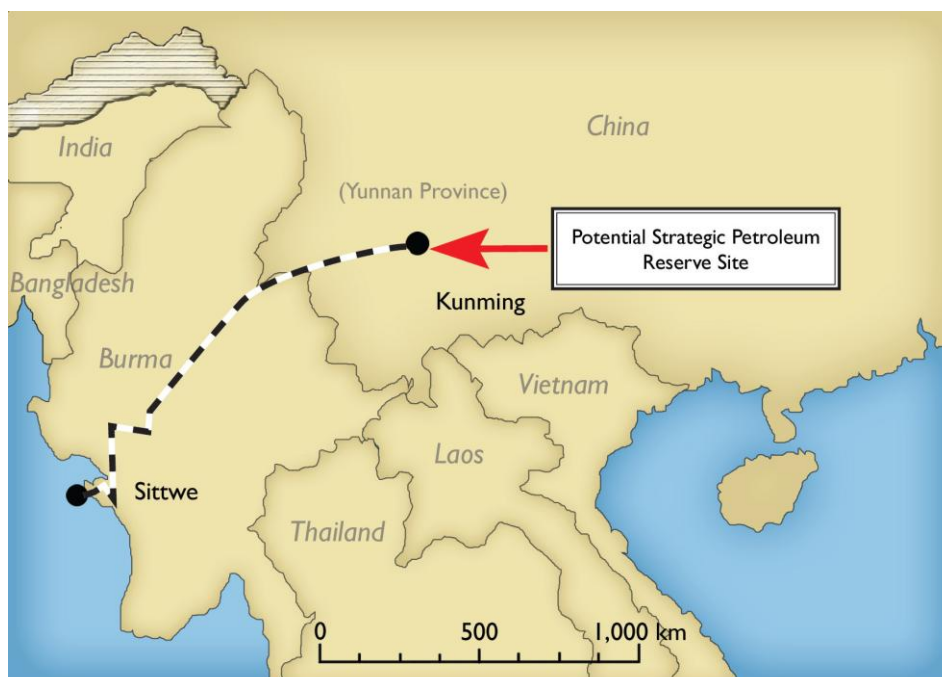 India
China
(Yunnan Province)
Potential Strategic Petroleum
Reserve Site
Bangladesh
Kunming
Burma
Vietnam
Laos
Sittwe
Thailand
0 500 1,000 km